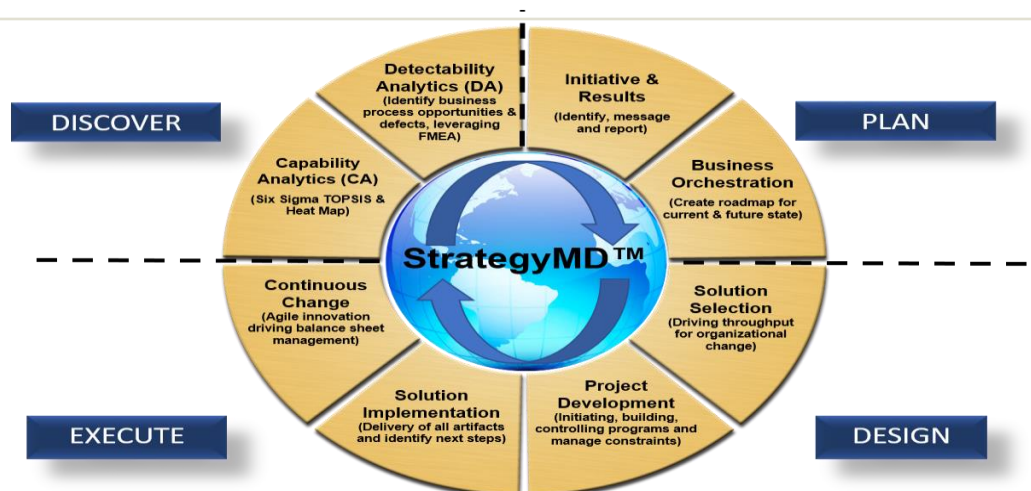 DISCOVER
Detectability
Analytics (DA)
(Identify business
process opportunities &
defects, leveraging
FMEA)
Initiative &
Results
(Identify, message
and report)
PLAN
Capability
Analytics (CA)
(Six Sigma TOPSIS &
Heat Map)
Business
Orchestration
(Create roadmap for
current & future state)
StrategyMD™
Continuous
Change
(Agile innovation
driving balance sheet
management)
Solution
Selection
(Driving throughput
for organizational
change)
EXECUTE
Solution
Implementation
(Delivery of all artifacts
and identify next steps)
Project
Development
(Initiating, building,
controlling programs and
manage constraints)
DESIGN